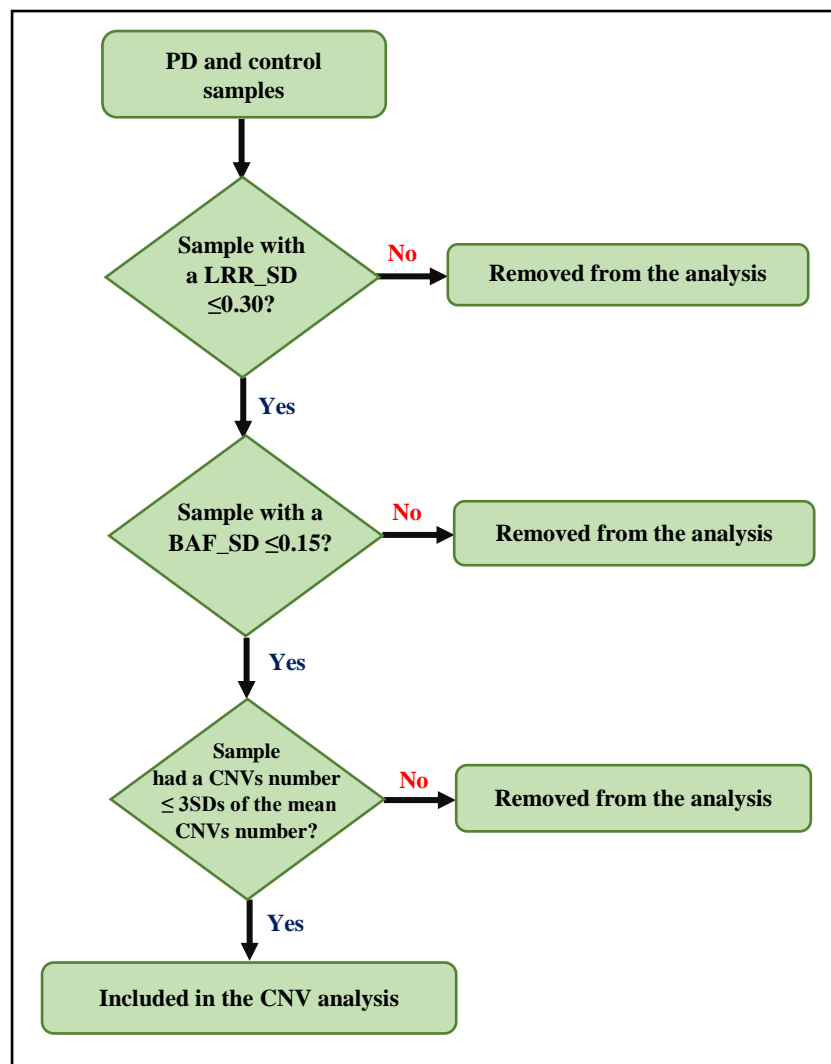 PD and control
samples
Sample with
a LRR_SD
≤0.30?
No
Removed from the analysis
Yes
Sample with a
BAF_SD ≤0.15?
No
Removed from the analysis
Yes
Sample
had a CNVs number
≤ 3SDs of the mean
CNVs number?
No
Removed from the analysis
Yes
Included in the CNV analysis